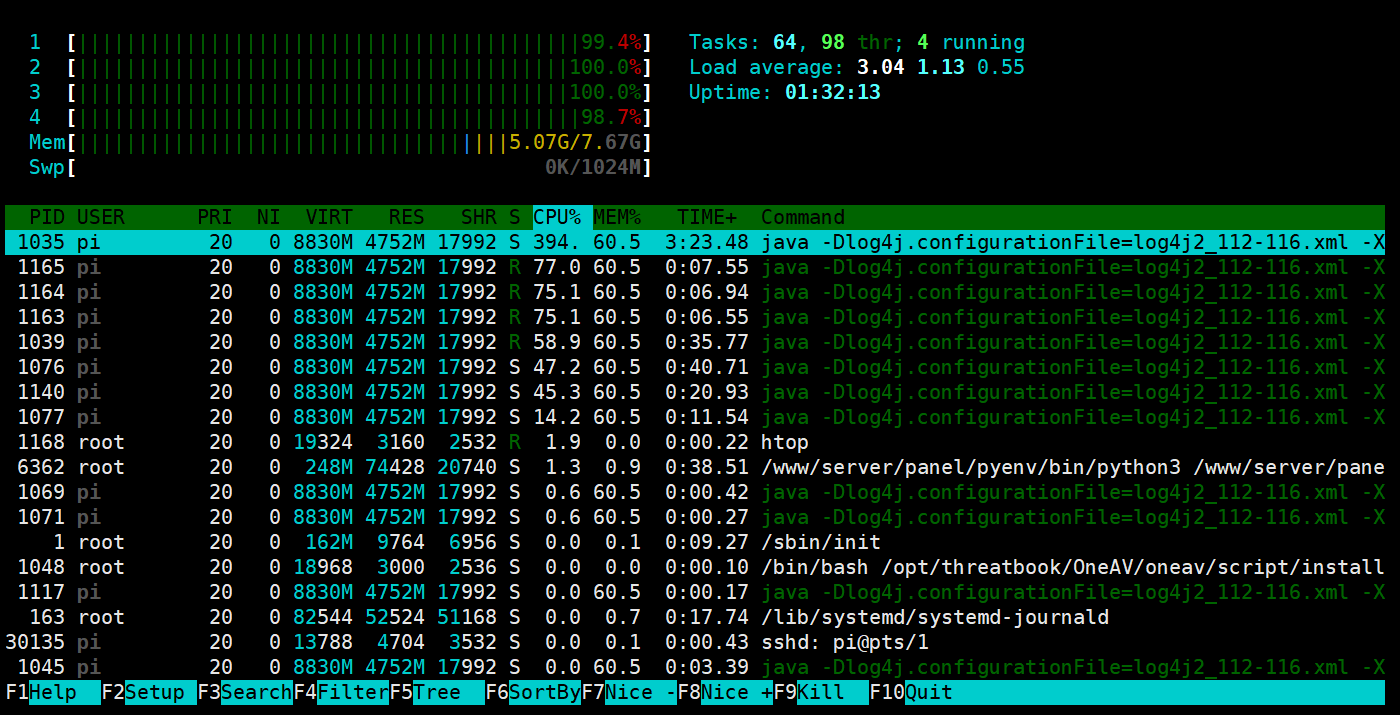 1 [||||||||||||||||||||||||||||||||||||||||||99.4%]
2 [|||||||||||||||||||||||||||||||||||||||||100.0%]
3 [|||||||||||||||||||||||||||||||||||||||||100.0%]
4 [||||||||||||||||||||||||||||||||||||||||||98.7%]
Mem[||||||||||||||||||||||||||||||||||||5.07G/7.67G]
Swp[ 0K/1024M]
Tasks: 64, 98 thr; 4 running
Load average: 3.04 1.13 0.55
Uptime: 01:32:13
PID USER PRI NI VIRT RES SHR S CPU% MEM% TIME+ Command
1035 pi 20 0 8830M 4752M 17992 S 394. 60.5 3:23.48 java -Dlog4j.configurationFile=log4j2_112-116.xml -X
1165 pi 20 0 8830M 4752M 17992 R 77.0 60.5 0:07.55 java -Dlog4j.configurationFile=log4j2_112-116.xml -X
1164 pi 20 0 8830M 4752M 17992 R 75.1 60.5 0:06.94 java -Dlog4j.configurationFile=log4j2_112-116.xml -X
1163 pi 20 0 8830M 4752M 17992 R 75.1 60.5 0:06.55 java -Dlog4j.configurationFile=log4j2_112-116.xml -X
1039 pi 20 0 8830M 4752M 17992 R 58.9 60.5 0:35.77 java -Dlog4j.configurationFile=log4j2_112-116.xml -X
1076 pi 20 0 8830M 4752M 17992 S 47.2 60.5 0:40.71 java -Dlog4j.configurationFile=log4j2_112-116.xml -X
1140 pi 20 0 8830M 4752M 17992 S 45.3 60.5 0:20.93 java -Dlog4j.configurationFile=log4j2_112-116.xml -X
1077 pi 20 0 8830M 4752M 17992 S 14.2 60.5 0:11.54 java -Dlog4j.configurationFile=log4j2_112-116.xml -X
1168 root 20 0 19324 3160 2532 R 1.9 0.0 0:00.22 htop
6362 root 20 0 248M 74428 20740 S 1.3 0.9 0:38.51 /www/server/panel/pyenv/bin/python3 /www/server/pane
1069 pi 20 0 8830M 4752M 17992 S 0.6 60.5 0:00.42 java -Dlog4j.configurationFile=log4j2_112-116.xml -X
1071 pi 20 0 8830M 4752M 17992 S 0.6 60.5 0:00.27 java -Dlog4j.configurationFile=log4j2_112-116.xml -X
1 root 20 0 162M 9764 6956 S 0.0 0.1 0:09.27 /sbin/init
1048 root 20 0 18968 3000 2536 S 0.0 0.0 0:00.10 /bin/bash /opt/threatbook/OneAV/oneav/script/install
1117 pi 20 0 8830M 4752M 17992 S 0.0 60.5 0:00.17 java -Dlog4j.configurationFile=log4j2_112-116.xml -X
163 root 20 0 82544 52524 51168 S 0.0 0.7 0:17.74 /lib/systemd/systemd-journald
30135 pi 20 0 13788 4704 3532 S 0.0 0.1 0:00.43 sshd: pi@pts/1
1045 pi 20 0 8830M 4752M 17992 S 0.0 60.5 0:03.39 java -Dlog4j.configurationFile=log4j2_112-116.xml -X
F1Help F2Setup F3SearchF4FilterF5Tree F6SortByF7Nice -F8Nice +F9Kill F10Quit